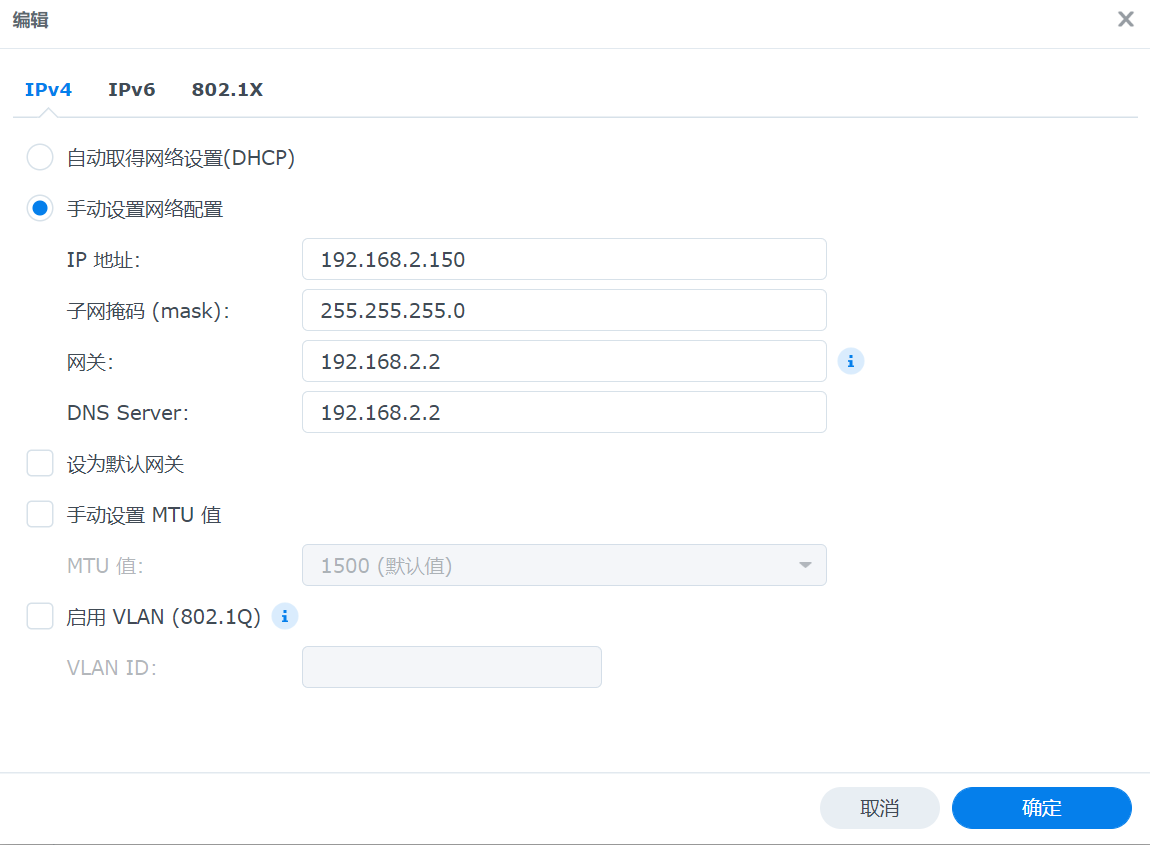 编辑
IPv4 IPv6 802.1X
自动取得网络设置(DHCP)
手动设置网络配置
IP 地址: 192.168.2.150
子网掩码 (mask): 255.255.255.0
网关: 192.168.2.2
DNS Server: 192.168.2.2
设为默认网关
手动设置 MTU 值
MTU 值: 1500 (默认值)
启用 VLAN (802.1Q)
VLAN ID:
取消 确定